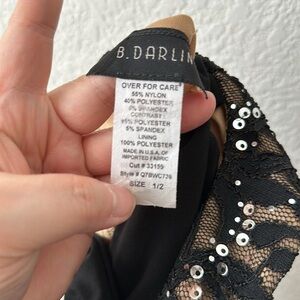 B. DARLIN
OVER FOR CARE
55% NYLON
40% POLYESTER
5% SPANDEX
CONTRAST
95% POLYESTER
5% SPANDEX
LINING
100% POLYESTER
MADE IN U.S.A. OF
IMPORTED FABRIC
Cut # 33159
Style # Q7BWC776
SIZE 1/2